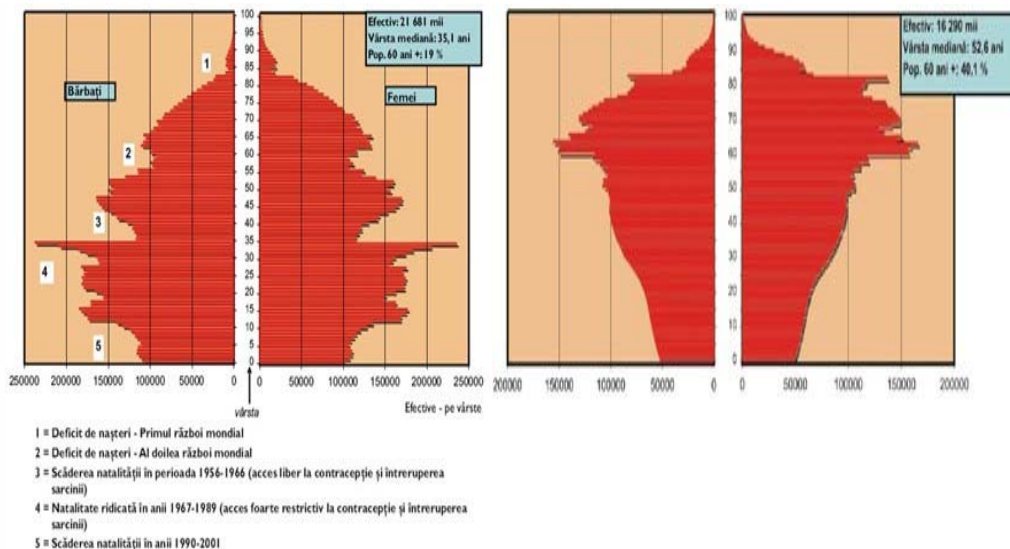 Efectiv: 21 681 mii
Vârsta mediană: 35,1 ani
Pop. 60 ani +: 19 %
Bărbați
Femei
1
2
3
4
5
100
95
90
85
80
75
70
65
60
55
50
45
40
35
30
25
20
15
10
5
0
250000 200000 150000 100000 50000 0
0 50000 100000 150000 200000 250000
vârsta
Efective - pe vârste
1 = Deficit de nașteri - Primul război mondial
2 = Deficit de nașteri - Al doilea război mondial
3 = Scăderea natalității în perioada 1956-1966 (acces liber la contracepție și întreruperea
sarcinii)
4 = Natalitate ridicată în anii 1967-1989 (acces foarte restrictiv la contracepție și întreruperea
sarcinii)
5 = Scăderea natalității în anii 1990-2001
Efectiv: 16 290 mii
Vârsta mediană: 52,6 ani
Pop. 60 ani +: 40,1 %
100
90
80
70
60
50
40
30
20
10
0
200000 150000 100000 50000 0
0 50000 100000 150000 200000